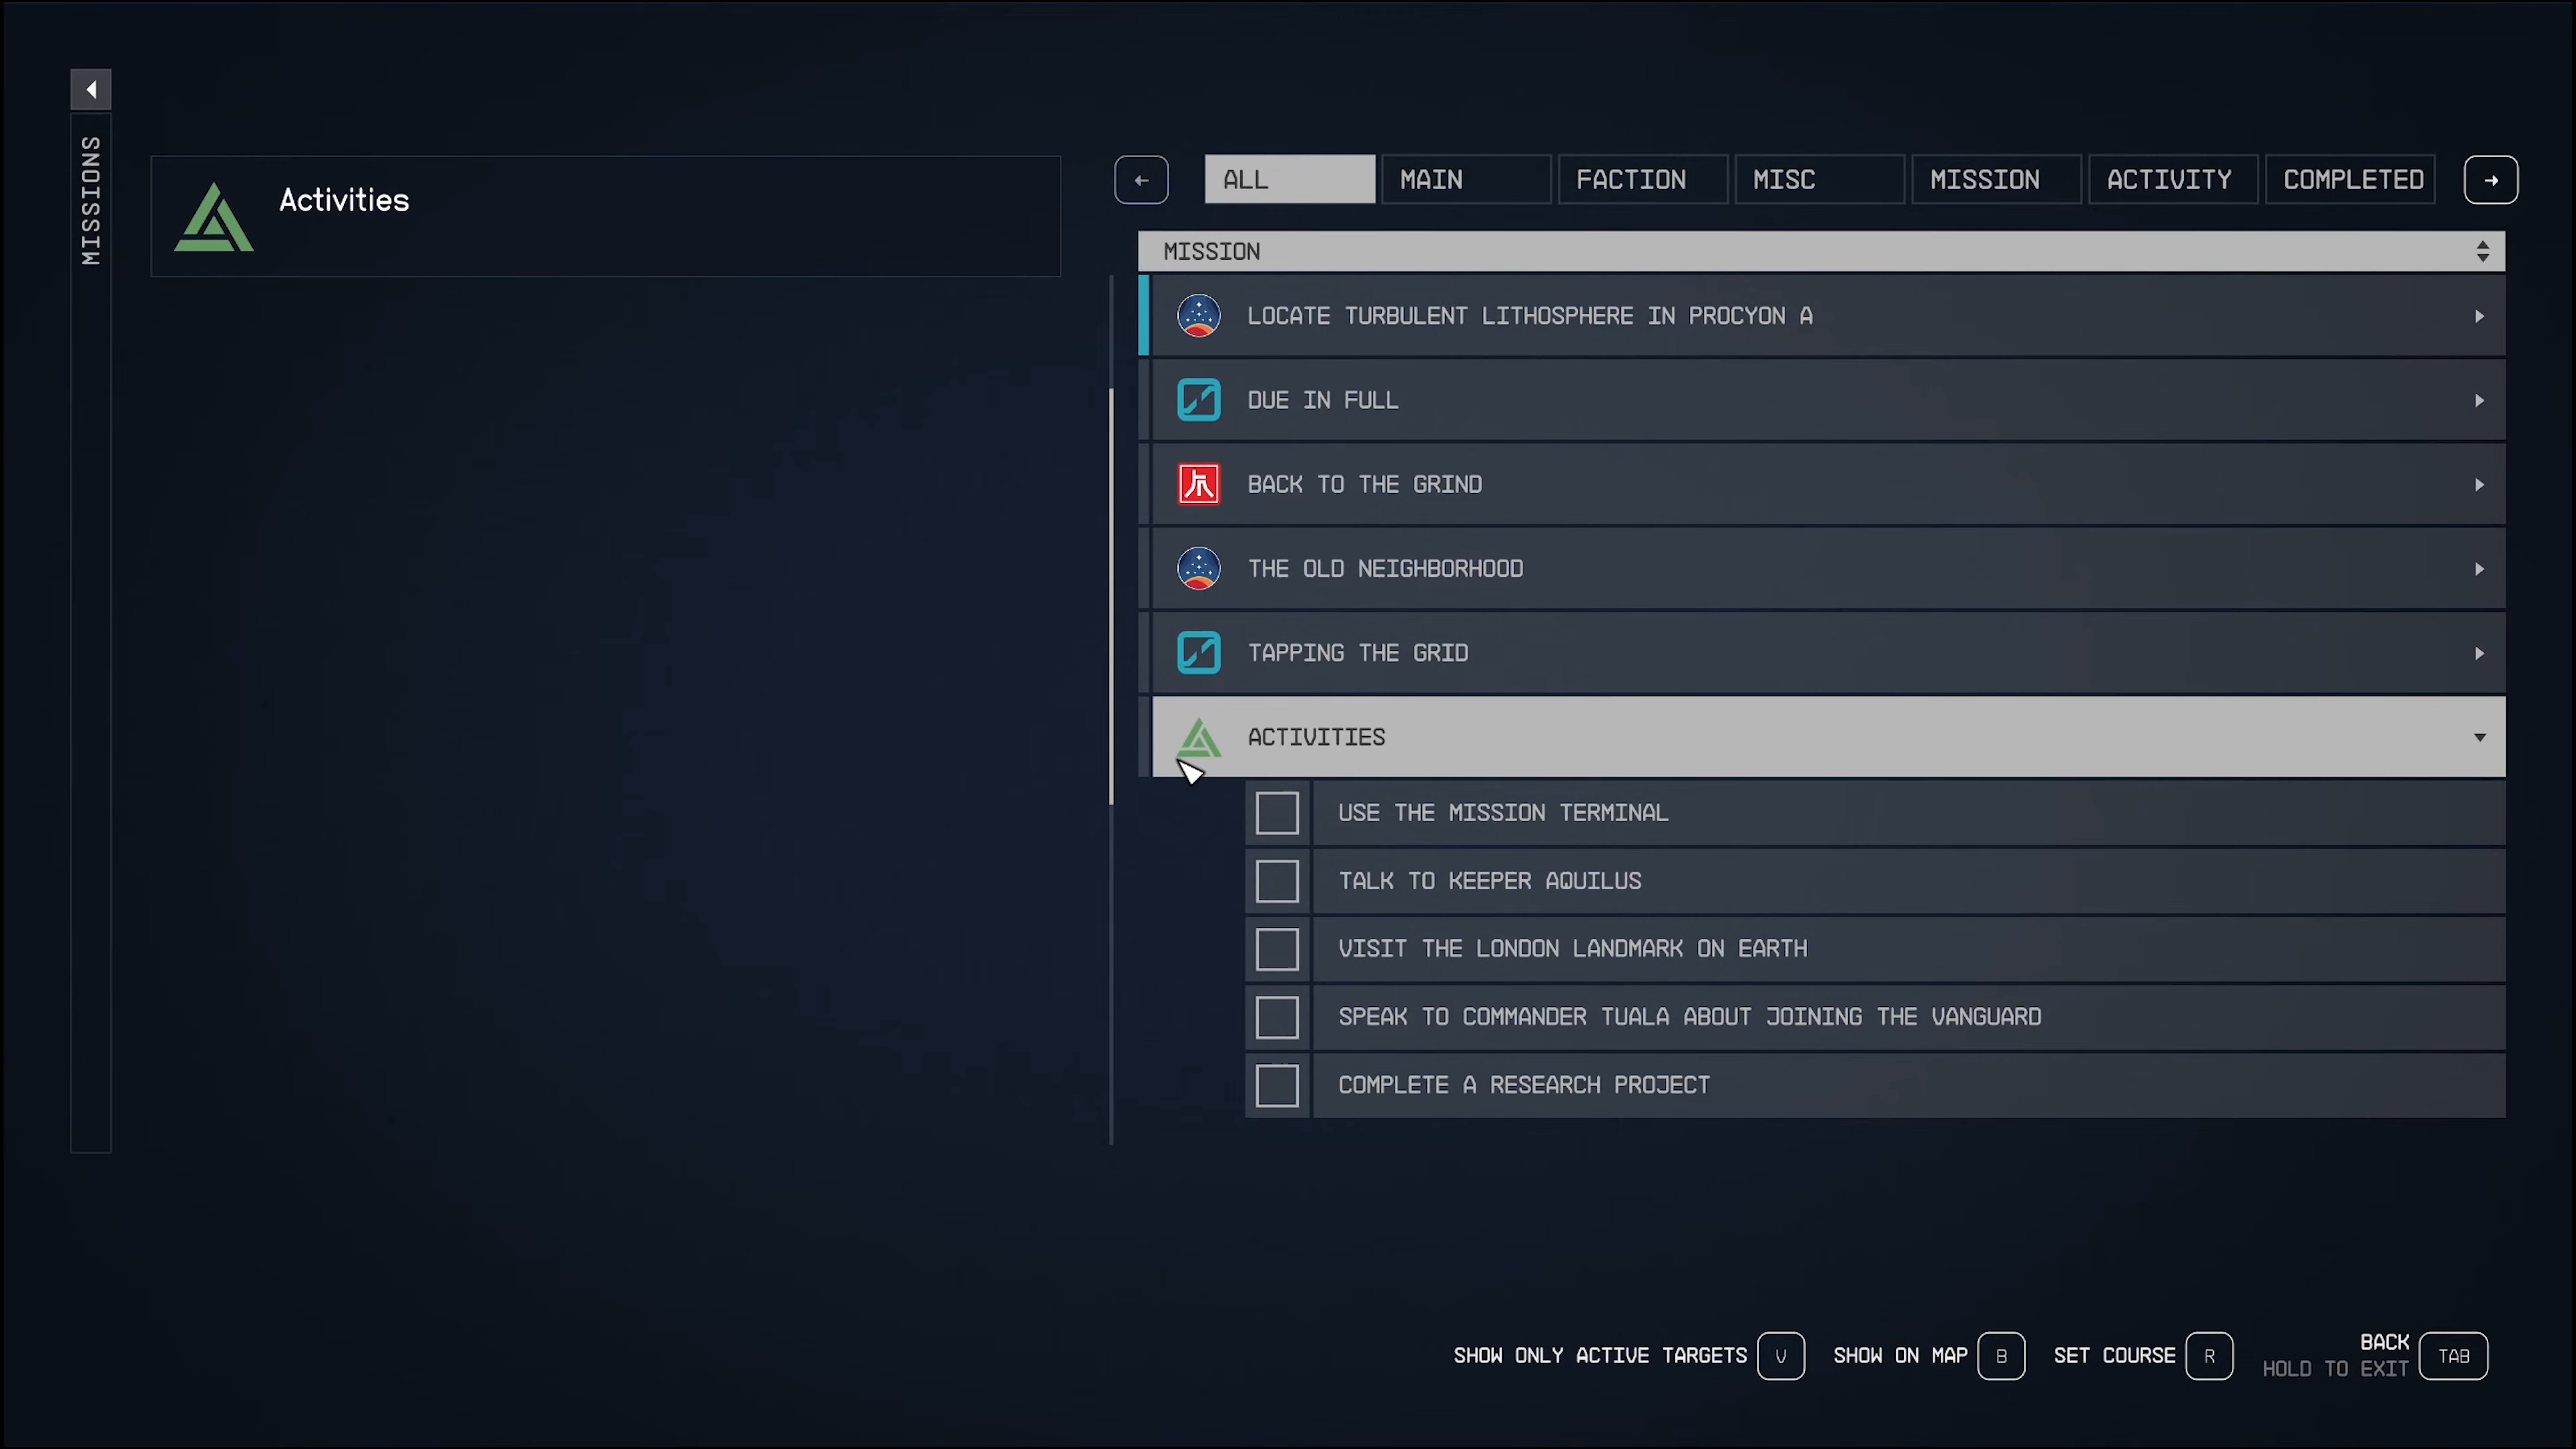 MISSIONS
Activities
ALL
MAIN
FACTION
MISC
MISSION
ACTIVITY
COMPLETED
MISSION
LOCATE TURBULENT LITHOSPHERE IN PROCYON A
DUE IN FULL
BACK TO THE GRIND
THE OLD NEIGHBORHOOD
TAPPING THE GRID
ACTIVITIES
USE THE MISSION TERMINAL
TALK TO KEEPER AQUILUS
VISIT THE LONDON LANDMARK ON EARTH
SPEAK TO COMMANDER TUALA ABOUT JOINING THE VANGUARD
COMPLETE A RESEARCH PROJECT
SHOW ONLY ACTIVE TARGETS V
SHOW ON MAP B
SET COURSE R
BACK
HOLD TO EXIT
TAB